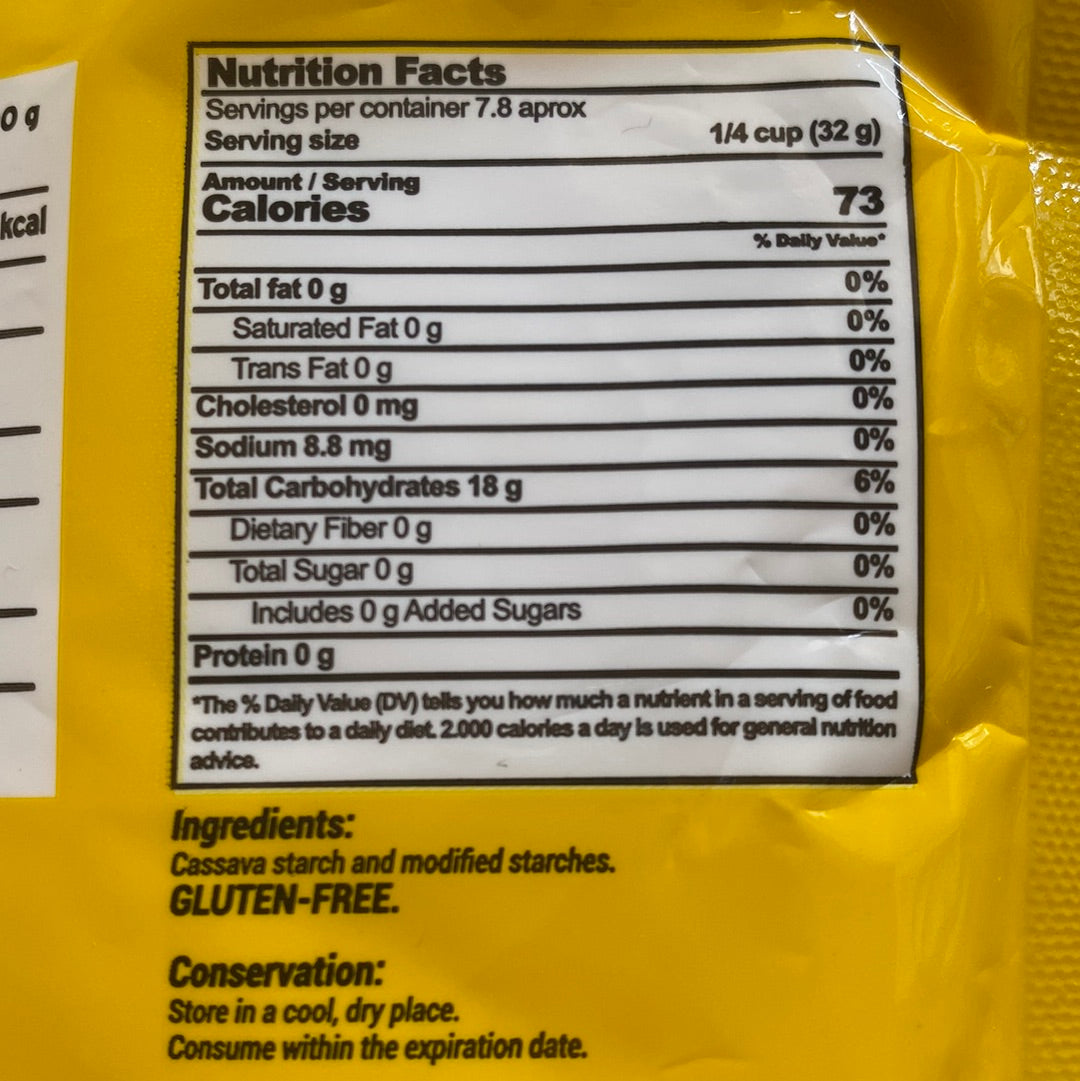 0 g
kcal
Nutrition Facts
Servings per container 7.8 aprox
Serving size 1/4 cup (32 g)
Amount / Serving
Calories 73
% Daily Value*
Total fat 0 g 0%
Saturated Fat 0 g 0%
Trans Fat 0 g 0%
Cholesterol 0 mg 0%
Sodium 8.8 mg 0%
Total Carbohydrates 18 g 6%
Dietary Fiber 0 g 0%
Total Sugar 0 g 0%
Includes 0 g Added Sugars 0%
Protein 0 g
*The % Daily Value (DV) tells you how much a nutrient in a serving of food
contributes to a daily diet. 2.000 calories a day is used for general nutrition
advice.
Ingredients:
Cassava starch and modified starches.
GLUTEN-FREE.
Conservation:
Store in a cool, dry place.
Consume within the expiration date.